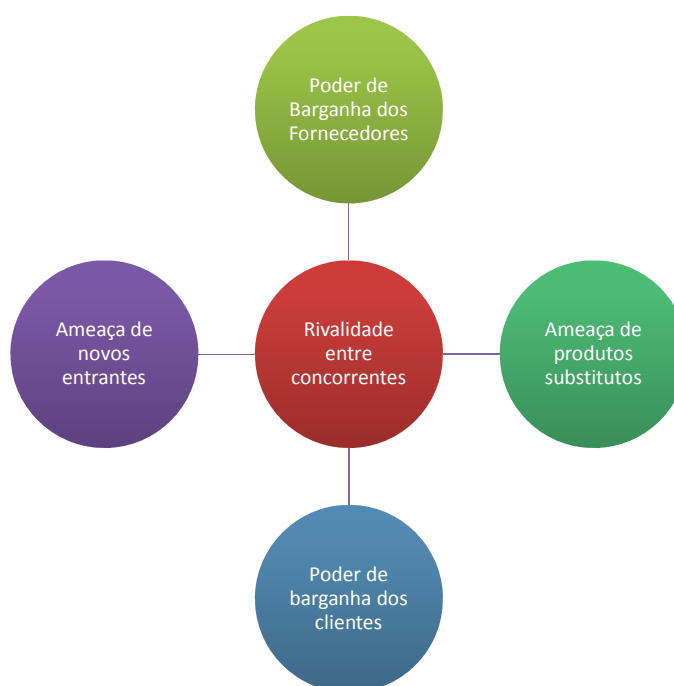 Poder de
Barganha dos
Fornecedores
Ameaça de
novos
entrantes
Rivalidade
entre
concorrentes
Ameaça de
produtos
substitutos
Poder de
barganha dos
clientes